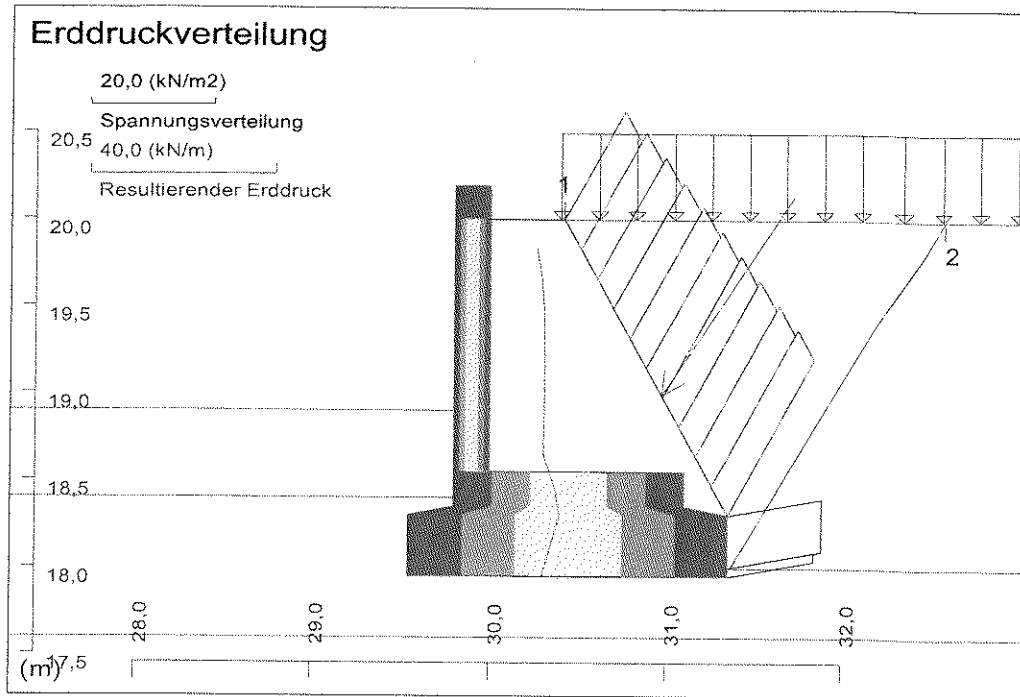 Erddruckverteilung
20,0 (kN/m2)
Spannungsverteilung
40,0 (kN/m)
Resultierender Erddruck
20,5
20,0
19,5
19,0
18,5
18,0
17,5
(m)
1
2
28,0
29,0
30,0
31,0
32,0